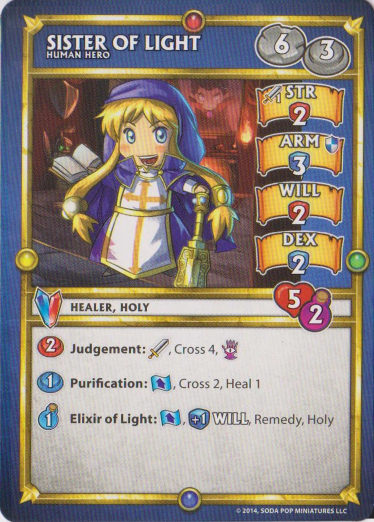 SISTER OF LIGHT
HUMAN HERO
6 3
STR
2
ARM
3
WILL
2
DEX
2
HEALER, HOLY
5 2
2 Judgement: , Cross 4,
1 Purification: , Cross 2, Heal 1
1 Elixir of Light: , +1 WILL, Remedy, Holy
© 2014, SODA POP MINIATURES LLC